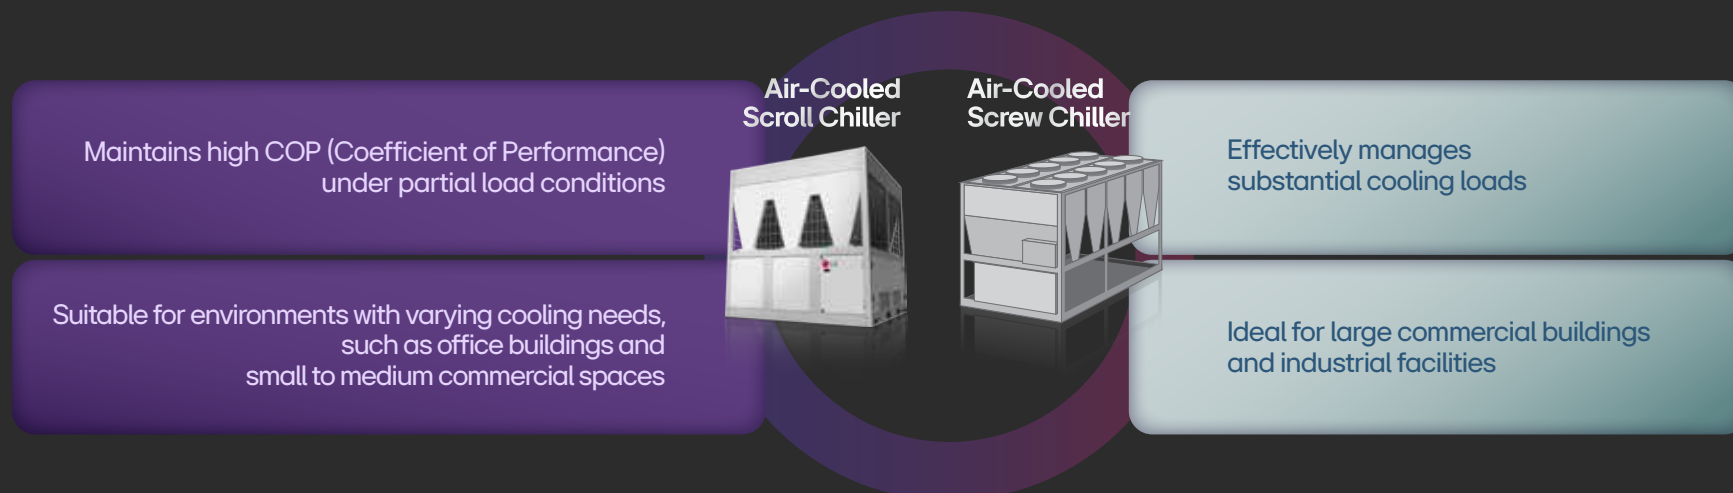 Air-Cooled
Scroll Chiller
Maintains high COP (Coefficient of Performance)
under partial load conditions
Suitable for environments with varying cooling needs,
such as office buildings and
small to medium commercial spaces
Air-Cooled
Screw Chiller
Effectively manages
substantial cooling loads
Ideal for large commercial buildings
and industrial facilities